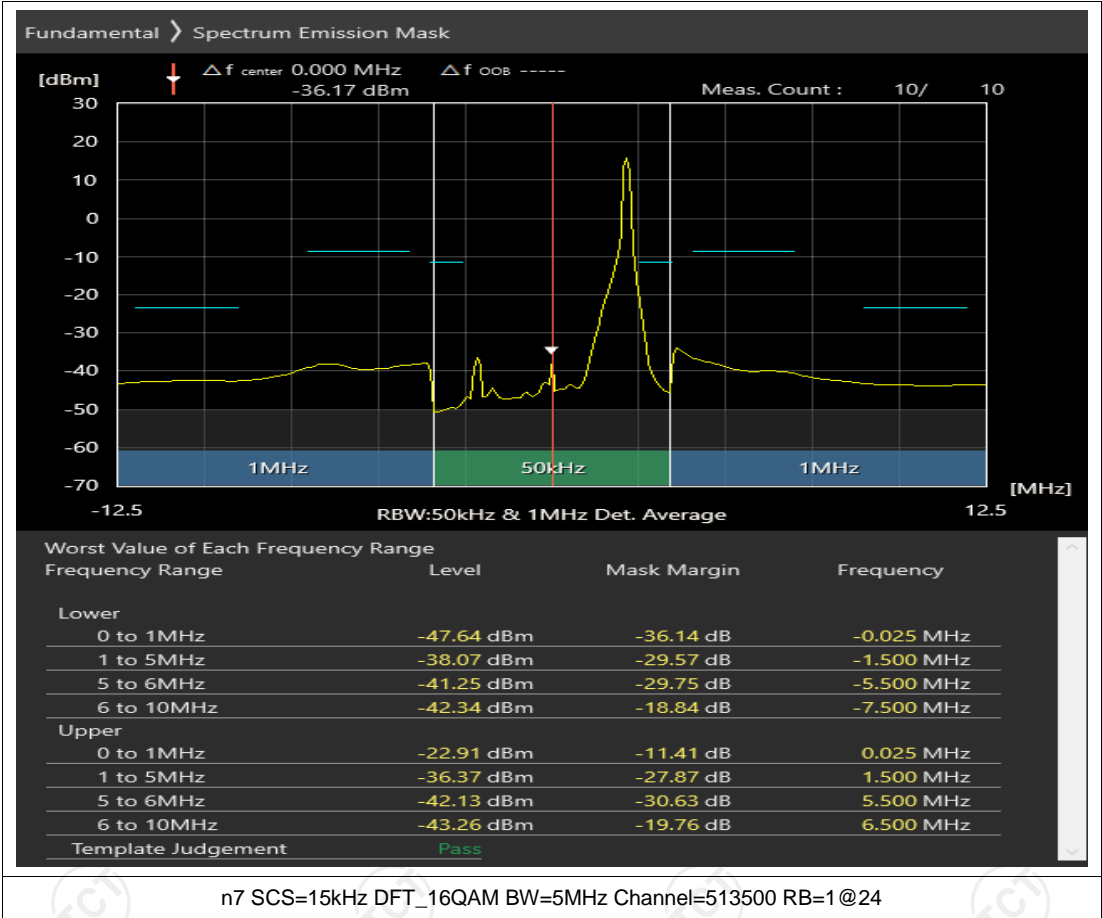 Fundamental ❯ Spectrum Emission Mask
[dBm] △f center 0.000 MHz △f OOB -----
-36.17 dBm Meas. Count : 10/ 10
30
20
10
0
-10
-20
-30
-40
-50
-60
1MHz 50kHz 1MHz
-70
[MHz]
-12.5 RBW:50kHz & 1MHz Det. Average 12.5
Worst Value of Each Frequency Range
Frequency Range Level Mask Margin Frequency
Lower
0 to 1MHz -47.64 dBm -36.14 dB -0.025 MHz
1 to 5MHz -38.07 dBm -29.57 dB -1.500 MHz
5 to 6MHz -41.25 dBm -29.75 dB -5.500 MHz
6 to 10MHz -42.34 dBm -18.84 dB -7.500 MHz
Upper
0 to 1MHz -22.91 dBm -11.41 dB 0.025 MHz
1 to 5MHz -36.37 dBm -27.87 dB 1.500 MHz
5 to 6MHz -42.13 dBm -30.63 dB 5.500 MHz
6 to 10MHz -43.26 dBm -19.76 dB 6.500 MHz
Template Judgement Pass
n7 SCS=15kHz DFT_16QAM BW=5MHz Channel=513500 RB=1@24
TCT TCT TCT TCT